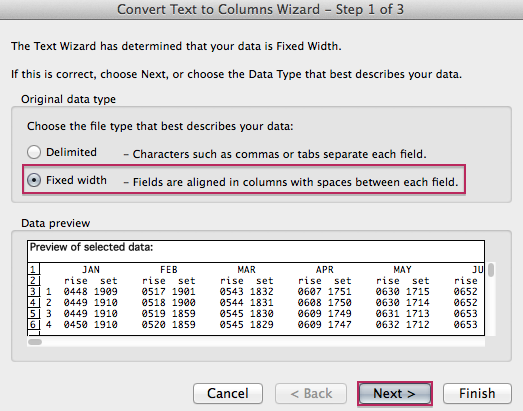 Convert Text to Columns Wizard – Step 1 of 3
The Text Wizard has determined that your data is Fixed Width.
If this is correct, choose Next, or choose the Data Type that best describes your data.
Original data type
Choose the file type that best describes your data:
Delimited – Characters such as commas or tabs separate each field.
Fixed width – Fields are aligned in columns with spaces between each field.
Data preview
Preview of selected data:
1 JAN FEB MAR APR MAY JU
2 rise set rise set rise set rise set rise set rise
3 1 0448 1909 0517 1901 0543 1832 0607 1751 0630 1715 0652
4 2 0449 1910 0518 1900 0544 1831 0608 1750 0630 1714 0652
5 3 0449 1910 0519 1859 0545 1830 0609 1749 0631 1713 0653
6 4 0450 1910 0520 1859 0545 1829 0609 1747 0632 1712 0653
Cancel < Back Next > Finish